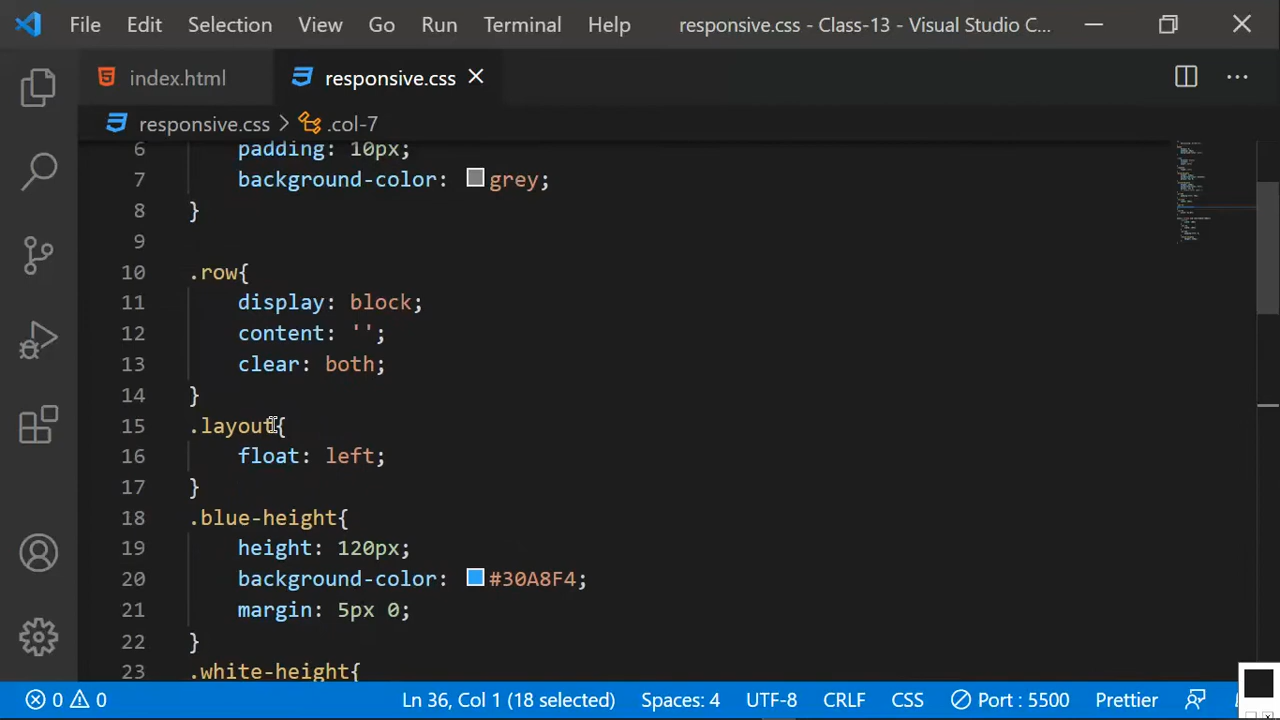 File Edit Selection View Go Run Terminal Help responsive.css - Class-13 - Visual Studio C...
index.html responsive.css
responsive.css > .col-7
6 padding: 10px;
7 background-color: grey;
8 }
9
10 .row{
11 display: block;
12 content: '';
13 clear: both;
14 }
15 .layout{
16 float: left;
17 }
18 .blue-height{
19 height: 120px;
20 background-color: #30A8F4;
21 margin: 5px 0;
22 }
23 .white-height{
0 0 Ln 36, Col 1 (18 selected) Spaces: 4 UTF-8 CRLF CSS Port : 5500 Prettier